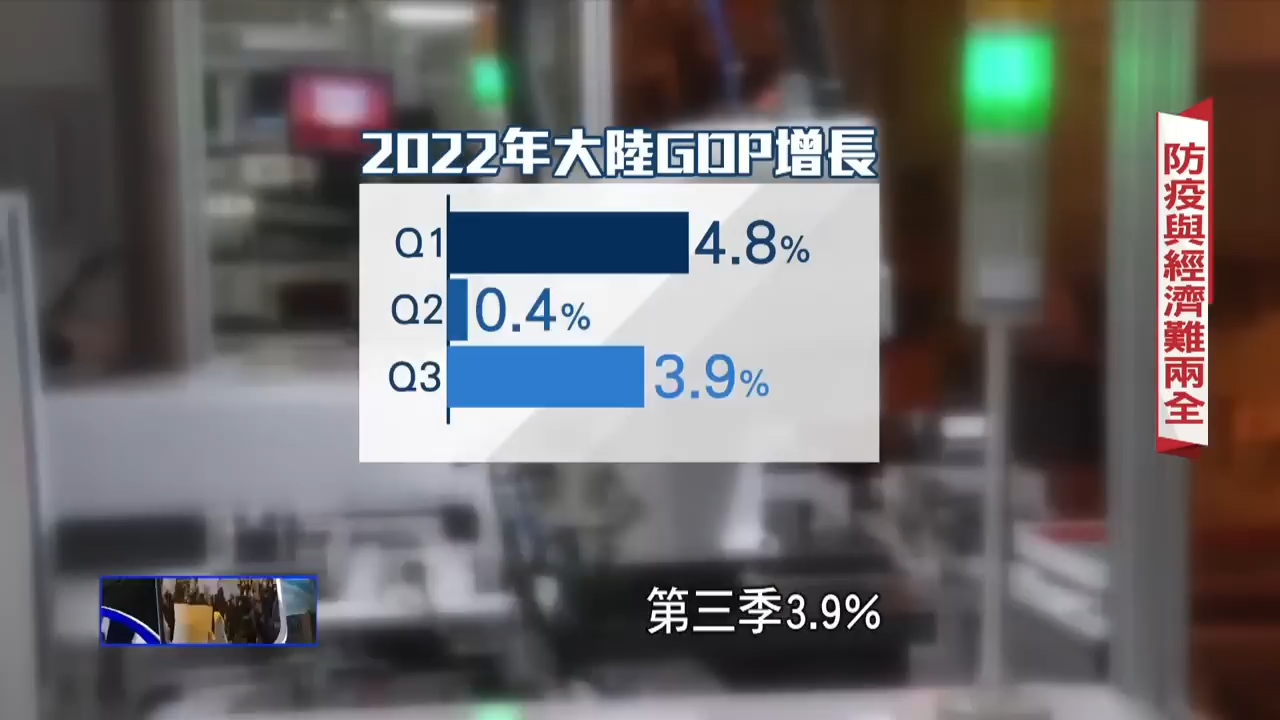 2022年大陸GDP增長
Q1 4.8%
Q2 0.4%
Q3 3.9%
防疫與經濟難兩全
第三季3.9%